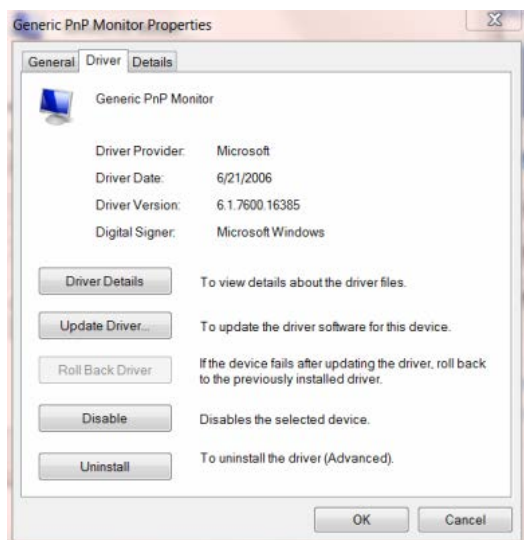 Generic PnP Monitor Properties
General Driver Details
Generic PnP Monitor
Driver Provider: Microsoft
Driver Date: 6/21/2006
Driver Version: 6.1.7600.16385
Digital Signer: Microsoft Windows
Driver Details To view details about the driver files.
Update Driver... To update the driver software for this device.
Roll Back Driver If the device fails after updating the driver, roll back
to the previously installed driver.
Disable Disables the selected device.
Uninstall To uninstall the driver (Advanced).
OK Cancel